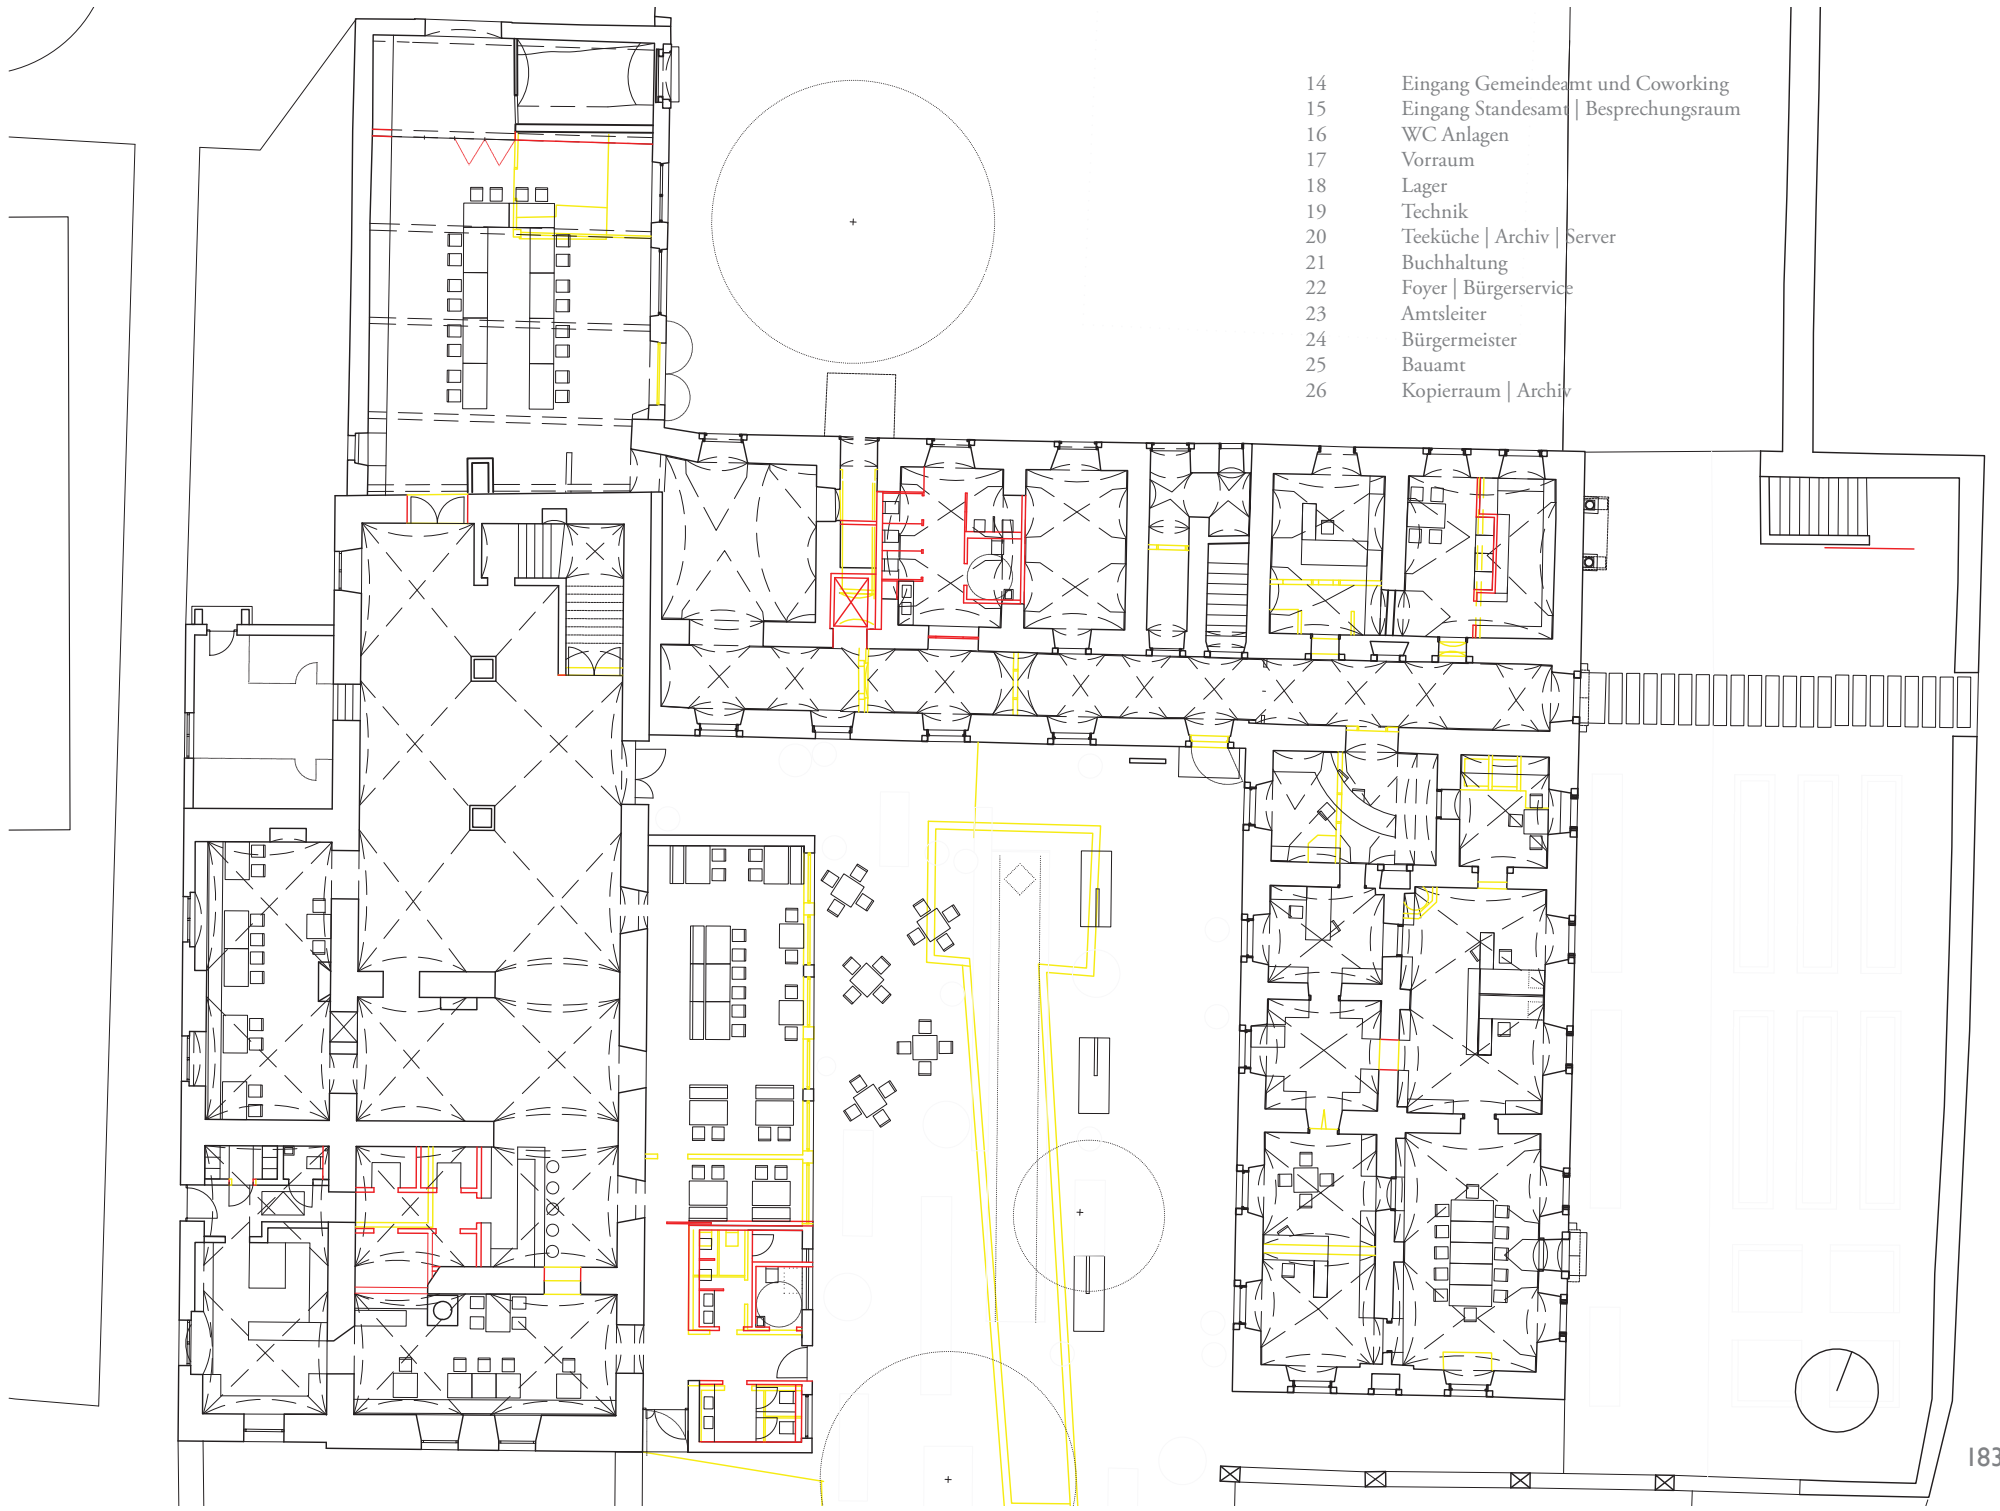 14 Eingang Gemeindeamt und Coworking
15 Eingang Standesamt | Besprechungsraum
16 WC Anlagen
17 Vorraum
18 Lager
19 Technik
20 Teeküche | Archiv | Server
21 Buchhaltung
22 Foyer | Bürgerservice
23 Amtsleiter
24 Bürgermeister
25 Bauamt
26 Kopierraum | Archiv
183